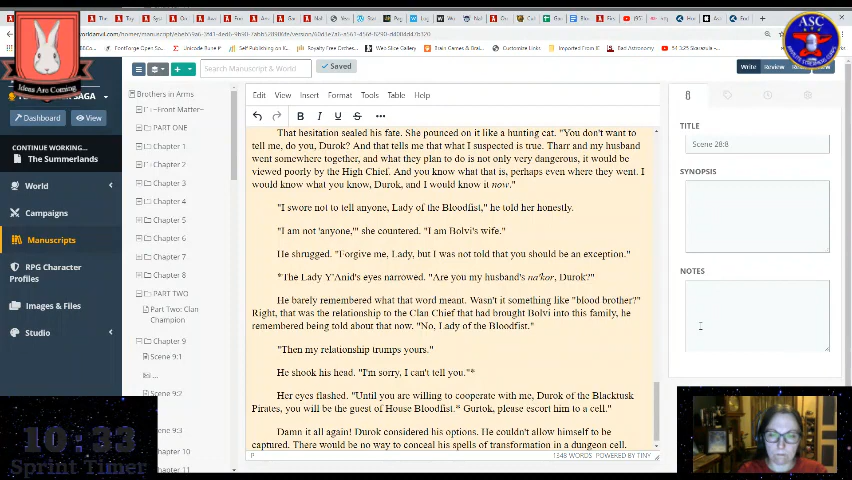 Ideas Are Coming
SAGA
Dashboard
View
CONTINUE WORKING...
The Summerlands
World
Campaigns
Manuscripts
RPG Character Profiles
Images & Files
Studio
10:33
Sprint Timer
Search Manuscript & World
Saved
Write
Review
ASC
Brothers in Arms
~Front Matter~
PART ONE
Chapter 1
Chapter 2
Chapter 3
Chapter 4
Chapter 5
Chapter 6
Chapter 7
Chapter 8
PART TWO
Part Two: Clan Champion
Chapter 9
Scene 9:1
...
Scene 9:2
Scene 9:3
Chapter 10
Chapter 11
Edit View Insert Format Tools Table Help
That hesitation sealed his fate. She pounced on it like a hunting cat. "You don't want to
tell me, do you, Durok? And that tells me that what I suspected is true. Tharr and my husband
went somewhere together, and what they plan to do is not only very dangerous, it would be
viewed poorly by the High Chief. And you know what that is, perhaps even where they went. I
would know what you know, Durok, and I would know it now."
"I swore not to tell anyone, Lady of the Bloodfist," he told her honestly.
"I am not 'anyone,'" she countered. "I am Bolvi's wife."
He shrugged. "Forgive me, Lady, but I was not told that you should be an exception."
*The Lady Y'Anid's eyes narrowed. "Are you my husband's na'kor, Durok?"
He barely remembered what that word meant. Wasn't it something like "blood brother?"
Right, that was the relationship to the Clan Chief that had brought Bolvi into this family, he
remembered being told about that now. "No, Lady of the Bloodfist."
"Then my relationship trumps yours."
He shook his head. "I'm sorry, I can't tell you."*
Her eyes flashed. "Until you are willing to cooperate with me, Durok of the Blacktusk
Pirates, you will be the guest of House Bloodfist.* Gurtok, please escort him to a cell."
Damn it all again! Durok considered his options. He couldn't allow himself to be
captured. There would be no way to conceal his spells of transformation in a dungeon cell.
P
1348 WORDS POWERED BY TINY
TITLE
Scene 28:8
SYNOPSIS
NOTES